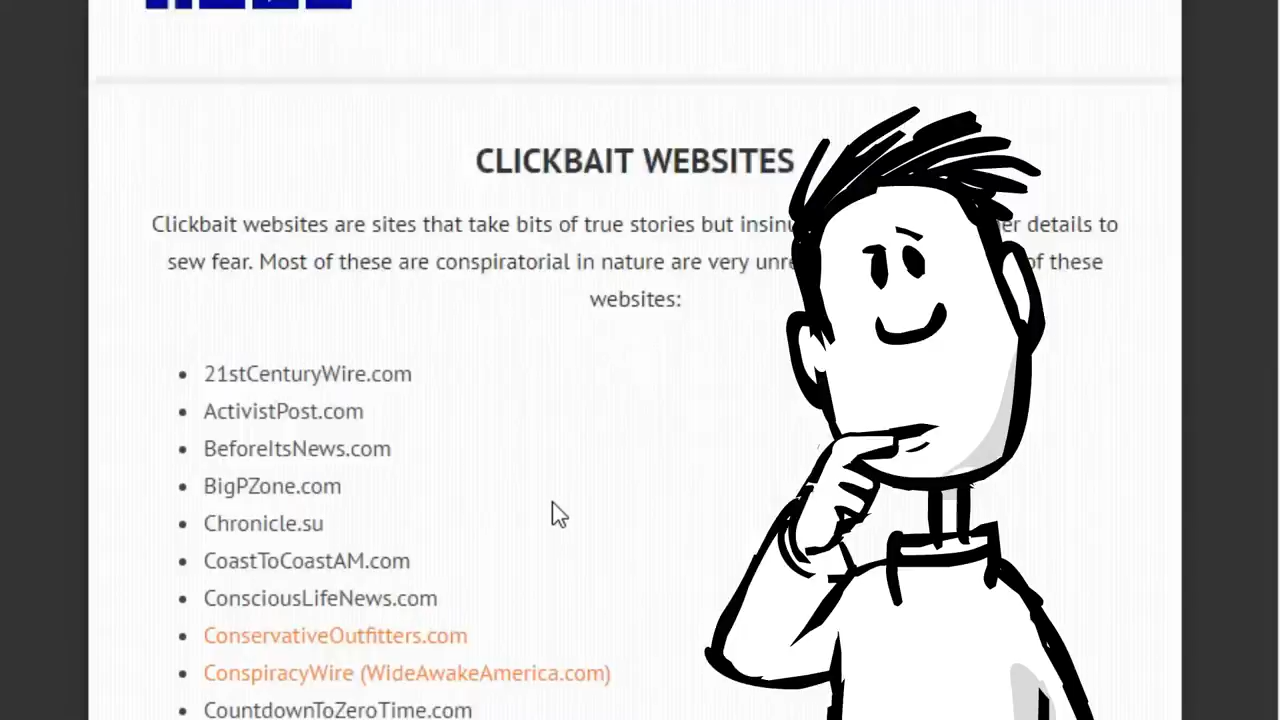 CLICKBAIT WEBSITES
Clickbait websites are sites that take bits of true stories but er details to
sew fear. Most of these are conspiratorial in nature are very of these
websites:
21stCenturyWire.com
ActivistPost.com
BeforeItsNews.com
BigPZone.com
Chronicle.su
CoastToCoastAM.com
ConsciousLifeNews.com
ConservativeOutfitters.com
ConspiracyWire (WideAwakeAmerica.com)
CountdownToZeroTime.com